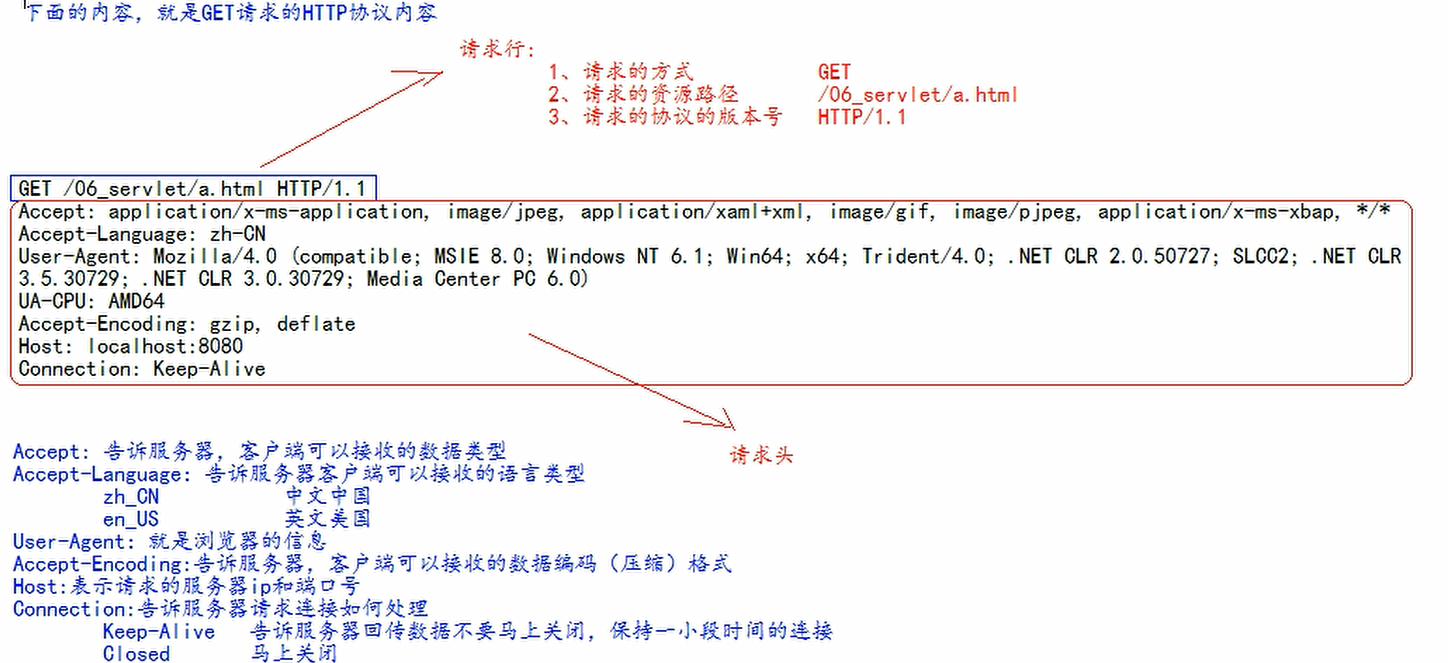 下面的内容，就是GET请求的HTTP协议内容
请求行：
1、请求的方式 GET
2、请求的资源路径 /06_servlet/a.html
3、请求的协议的版本号 HTTP/1.1
GET /06_servlet/a.html HTTP/1.1
Accept: application/x-ms-application, image/jpeg, application/xaml+xml, image/gif, image/pjpeg, application/x-ms-xbap, */*
Accept-Language: zh-CN
User-Agent: Mozilla/4.0 (compatible; MSIE 8.0; Windows NT 6.1; Win64; x64; Trident/4.0; .NET CLR 2.0.50727; SLCC2; .NET CLR
3.5.30729; .NET CLR 3.0.30729; Media Center PC 6.0)
UA-CPU: AMD64
Accept-Encoding: gzip, deflate
Host: localhost:8080
Connection: Keep-Alive
请求头
Accept: 告诉服务器，客户端可以接收的数据类型
Accept-Language: 告诉服务器客户端可以接收的语言类型
zh_CN 中文中国
en_US 英文美国
User-Agent: 就是浏览器的信息
Accept-Encoding:告诉服务器，客户端可以接收的数据编码（压缩）格式
Host:表示请求的服务器ip和端口号
Connection:告诉服务器请求连接如何处理
Keep-Alive 告诉服务器回传数据不要马上关闭，保持一小段时间的连接
Closed 马上关闭